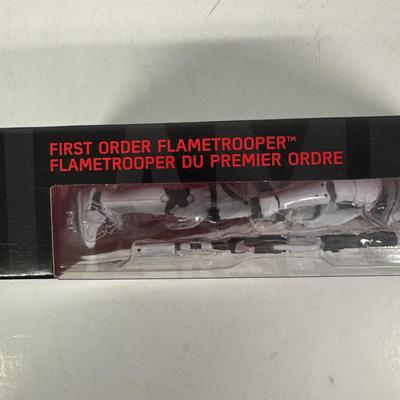 FIRST ORDER FLAMETROOPER™
FLAMETROOPER DU PREMIER ORDRE